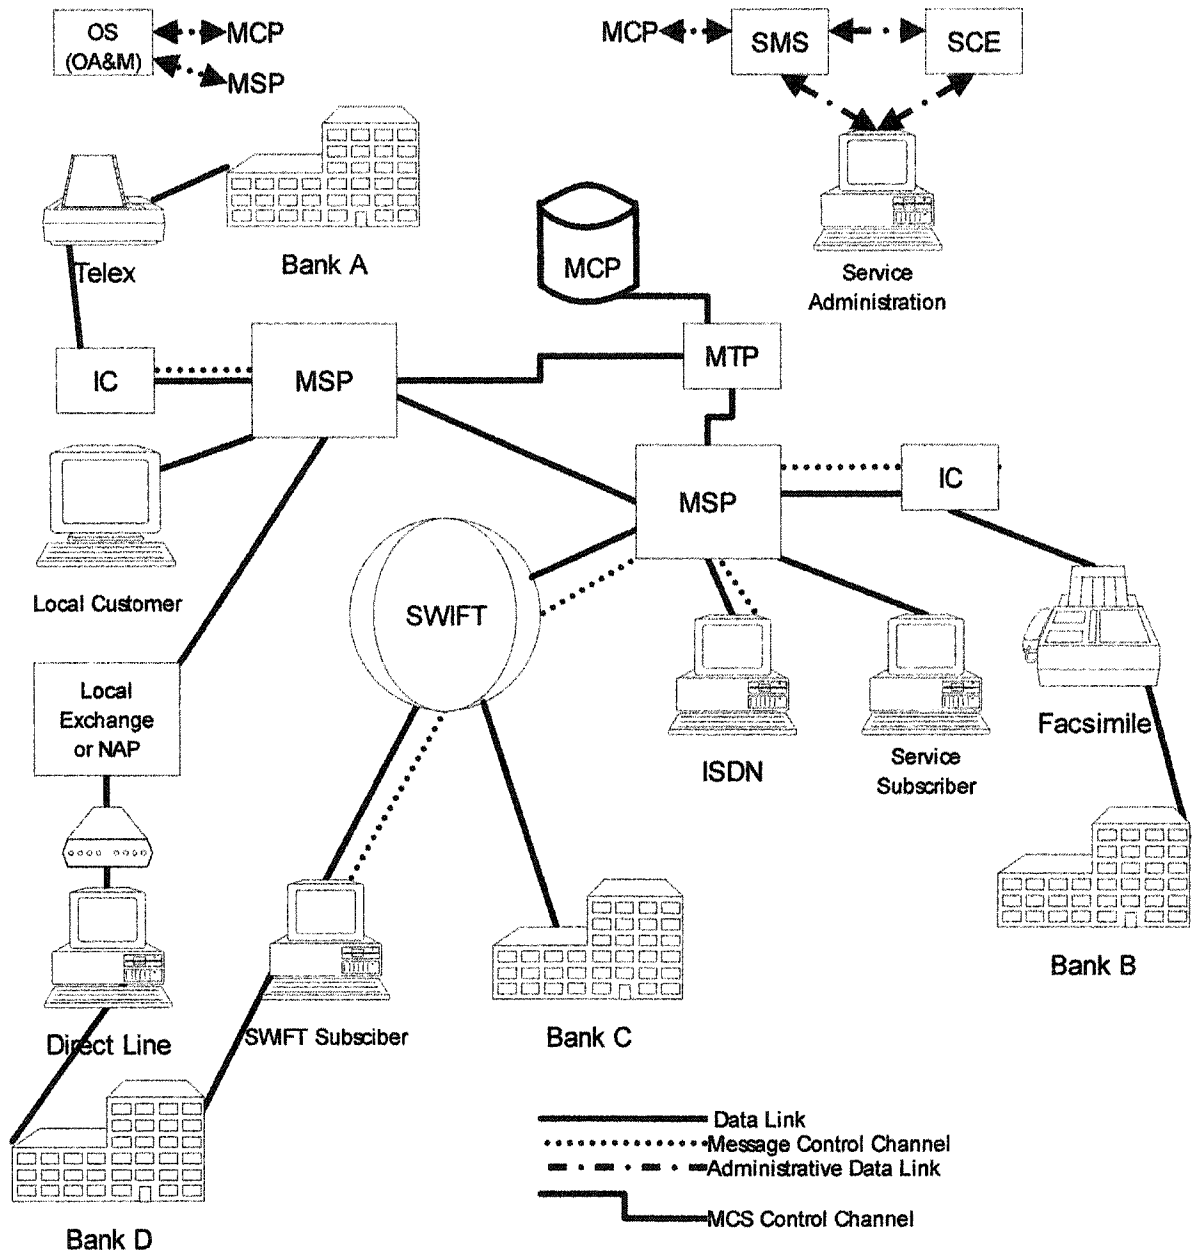 OS
(OA&M)
MCP
MSP
MCP
SMS
SCE
Telex
Bank A
MCP
Service
Administration
IC
MSP
MTP
MSP
IC
Local Customer
SWIFT
Local
Exchange
or NAP
ISDN
Service
Subscriber
Facsimile
Bank B
Direct Line
SWIFT Subsciber
Bank C
Bank D
Data Link
Message Control Channel
Administrative Data Link
MCS Control Channel